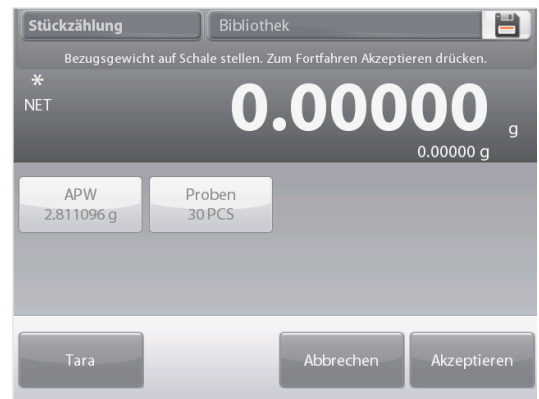 Stückzählung Bibliothek
Bezugsgewicht auf Schale stellen. Zum Fortfahren Akzeptieren drücken.
*
NET
0.00000 g
0.00000 g
APW Proben
2.811096 g 30 PCS
Tara Abbrechen Akzeptieren